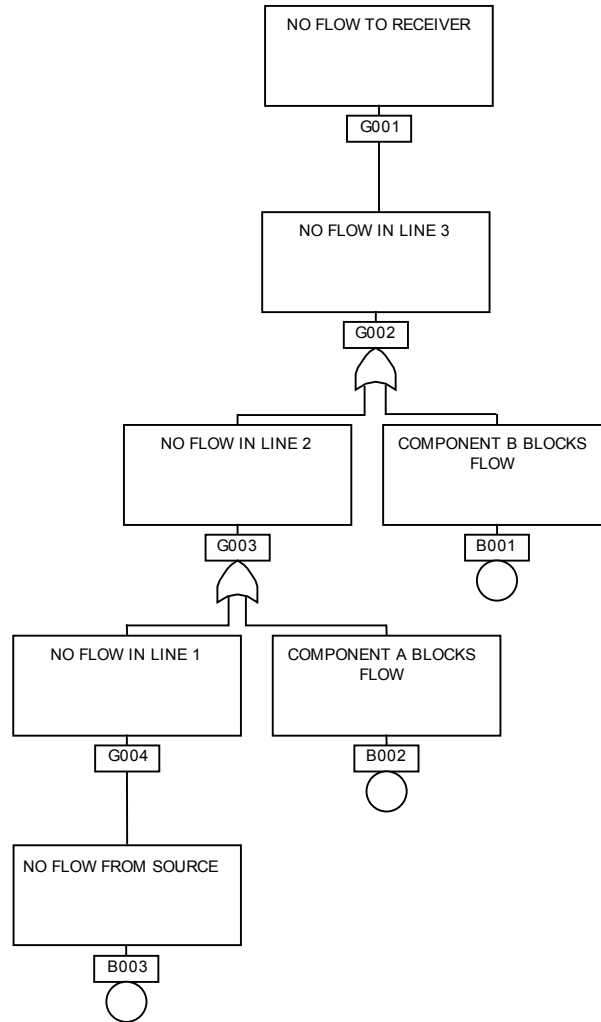 NO FLOW TO RECEIVER
G001
NO FLOW IN LINE 3
G002
NO FLOW IN LINE 2
COMPONENT B BLOCKS
FLOW
G003
B001
NO FLOW IN LINE 1
COMPONENT A BLOCKS
FLOW
G004
B002
NO FLOW FROM SOURCE
B003